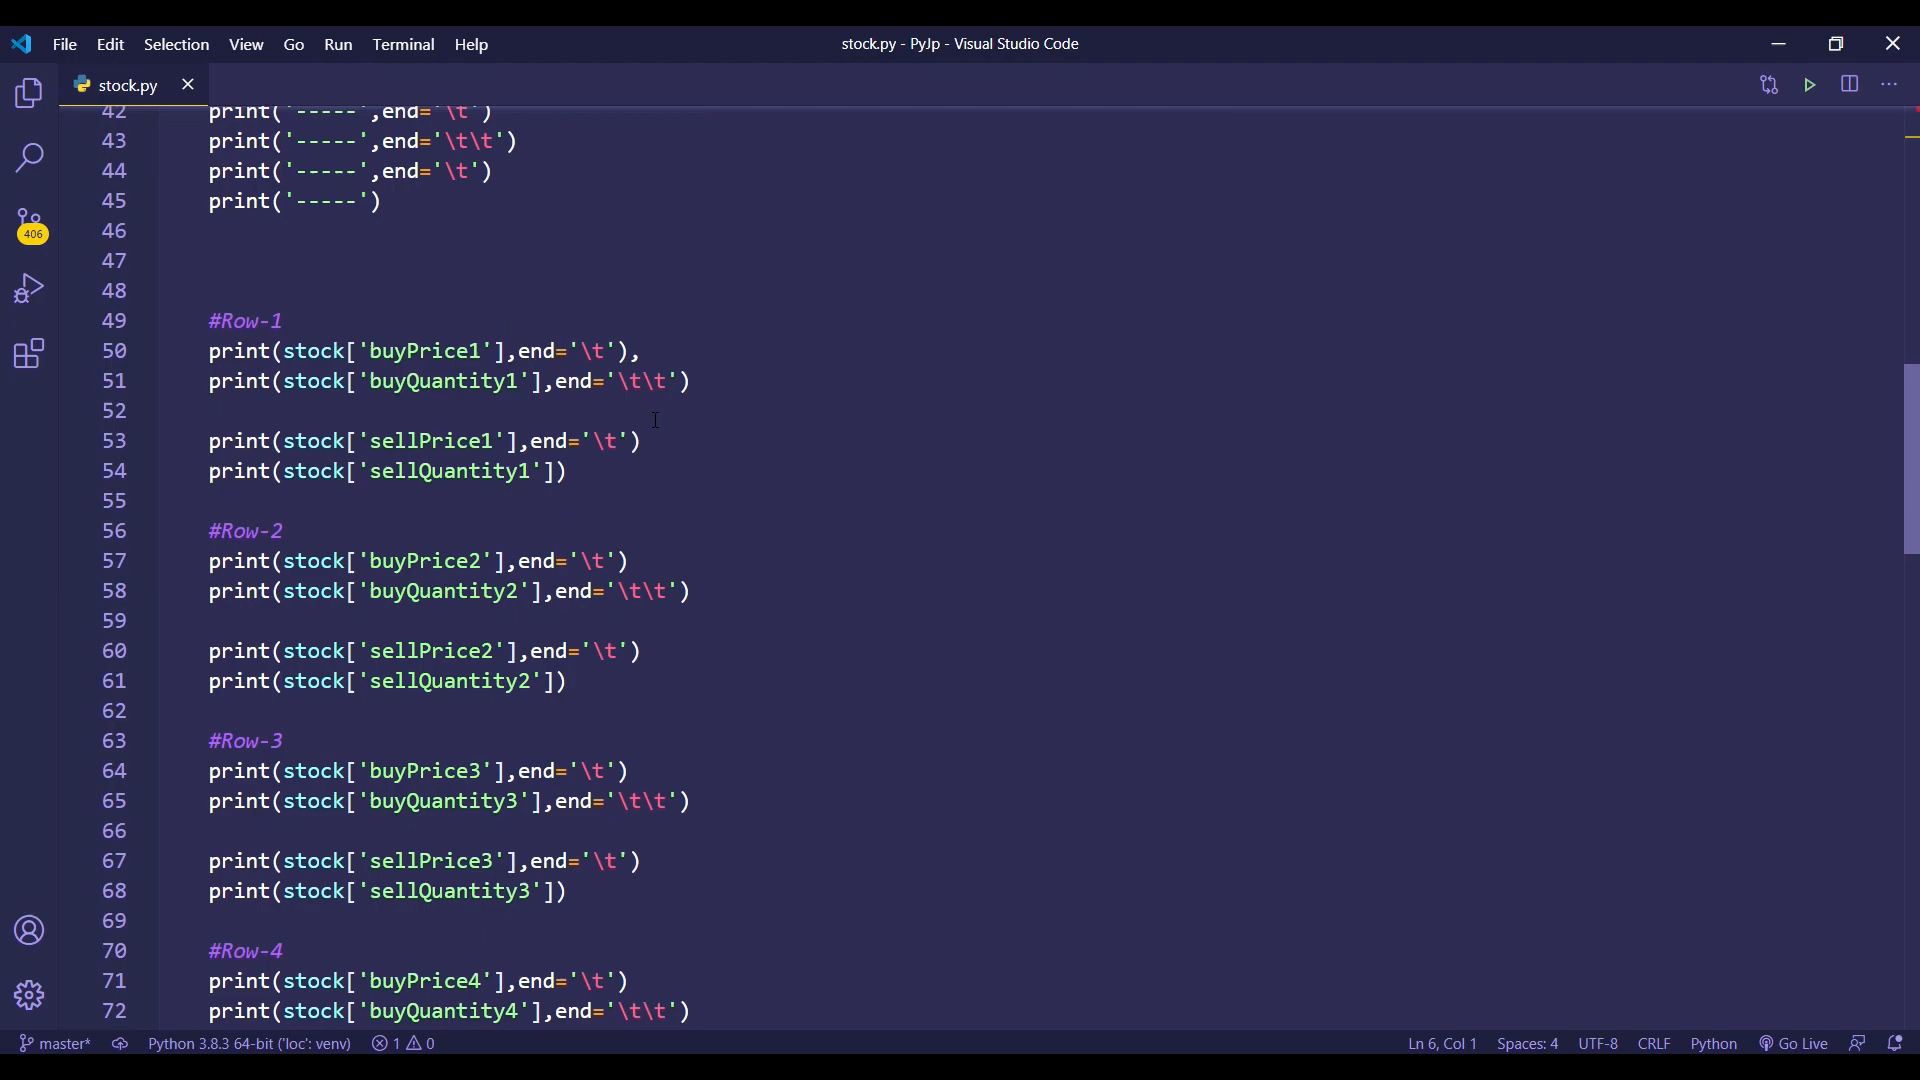 File Edit Selection View Go Run Terminal Help stock.py - PyJp - Visual Studio Code
stock.py
42 print('-----',end='\t')
43 print('-----',end='\t\t')
44 print('-----',end='\t')
45 print('-----')
46
47
48
49 #Row-1
50 print(stock['buyPrice1'],end='\t'),
51 print(stock['buyQuantity1'],end='\t\t')
52
53 print(stock['sellPrice1'],end='\t')
54 print(stock['sellQuantity1'])
55
56 #Row-2
57 print(stock['buyPrice2'],end='\t')
58 print(stock['buyQuantity2'],end='\t\t')
59
60 print(stock['sellPrice2'],end='\t')
61 print(stock['sellQuantity2'])
62
63 #Row-3
64 print(stock['buyPrice3'],end='\t')
65 print(stock['buyQuantity3'],end='\t\t')
66
67 print(stock['sellPrice3'],end='\t')
68 print(stock['sellQuantity3'])
69
70 #Row-4
71 print(stock['buyPrice4'],end='\t')
72 print(stock['buyQuantity4'],end='\t\t')
406
master* Python 3.8.3 64-bit ('loc': venv) 1 0 Ln 6, Col 1 Spaces: 4 UTF-8 CRLF Python Go Live